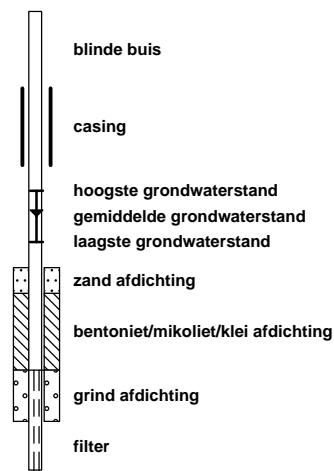 blinde buis
casing
hoogste grondwaterstand
gemiddelde grondwaterstand
laagste grondwaterstand
zand afdichting
bentoniet/mikoliet/klei afdichting
grind afdichting
filter